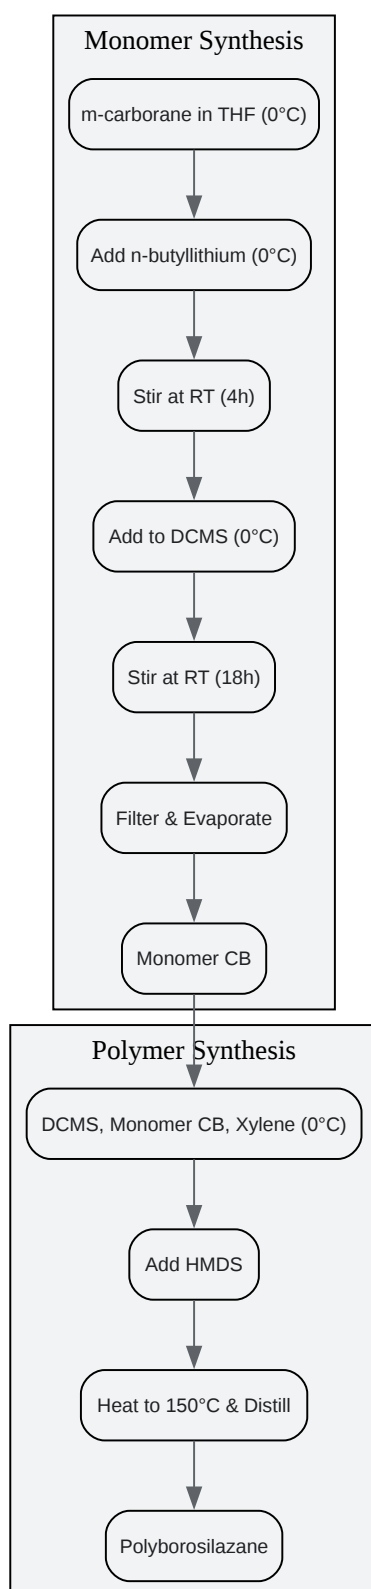 Monomer Synthesis
m-carborane in THF (0°C)
Add n-butyllithium (0°C)
Stir at RT (4h)
Add to DCMS (0°C)
Stir at RT (18h)
Filter & Evaporate
Monomer CB
Polymer Synthesis
DCMS, Monomer CB, Xylene (0°C)
Add HMDS
Heat to 150°C & Distill
Polyborosilazane